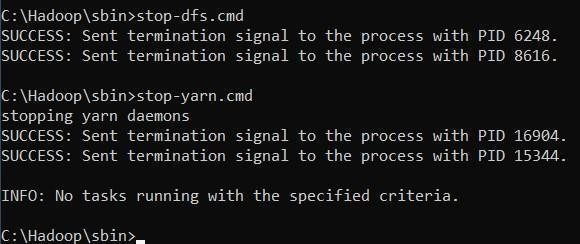 C:\Hadoop\sbin>stop-dfs.cmd
SUCCESS: Sent termination signal to the process with PID 6248.
SUCCESS: Sent termination signal to the process with PID 8616.
C:\Hadoop\sbin>stop-yarn.cmd
stopping yarn daemons
SUCCESS: Sent termination signal to the process with PID 16904.
SUCCESS: Sent termination signal to the process with PID 15344.
INFO: No tasks running with the specified criteria.
C:\Hadoop\sbin>